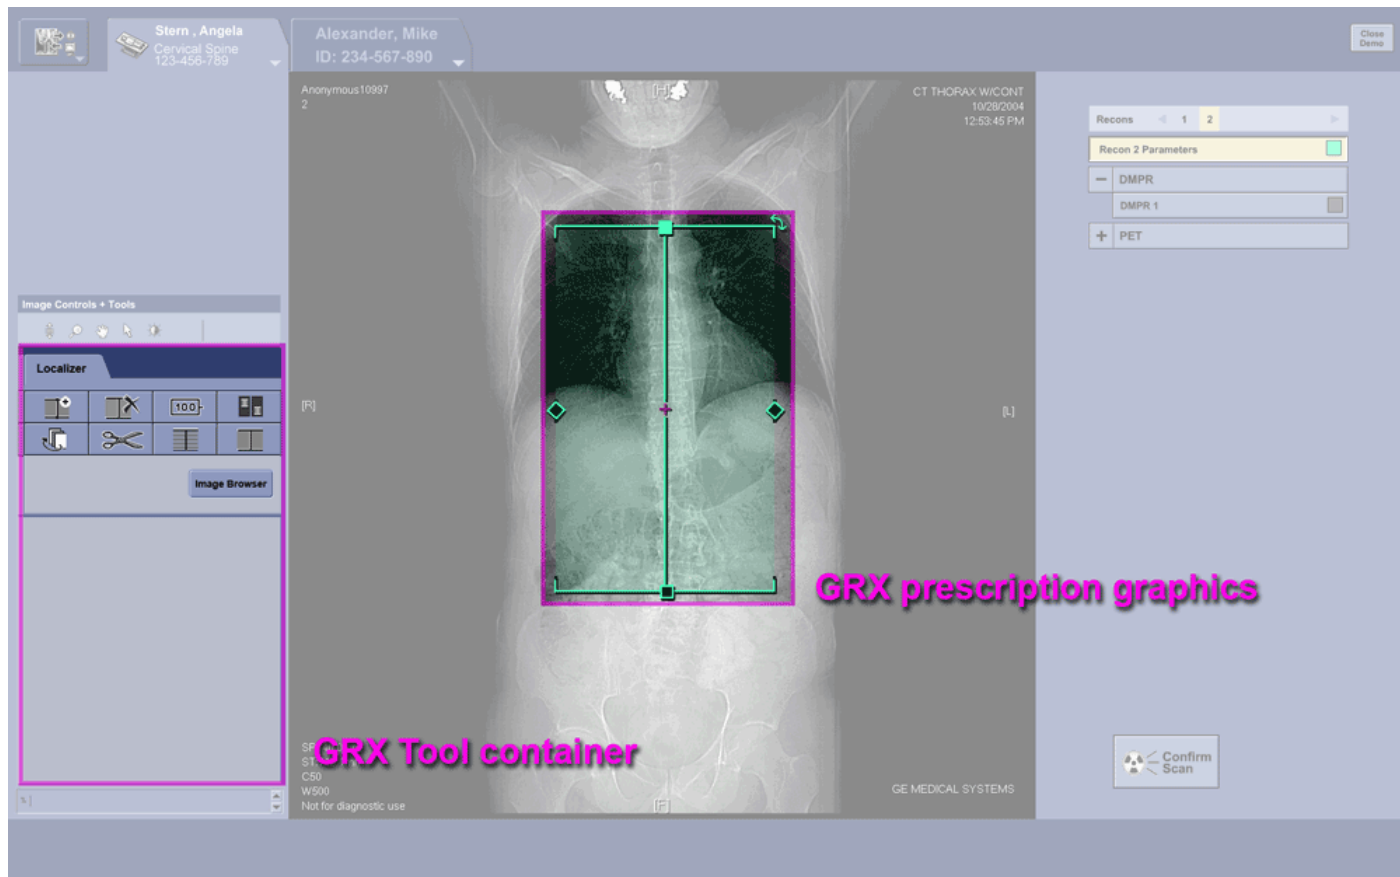 Stern , Angela
Cervical Spine
123-456-789
Alexander, Mike
ID: 234-567-890
Close
Demo
Anonymous10997
2
[H]
CT THORAX W/CONT
10/28/2004
12:53:45 PM
Recons 1 2
Recon 2 Parameters
DMPR
DMPR 1
PET
Image Controls + Tools
Localizer
100
Image Browser
[R]
[L]
GRX prescription graphics
GRX Tool container
C50
W500
Not for diagnostic use
[F]
GE MEDICAL SYSTEMS
Confirm
Scan